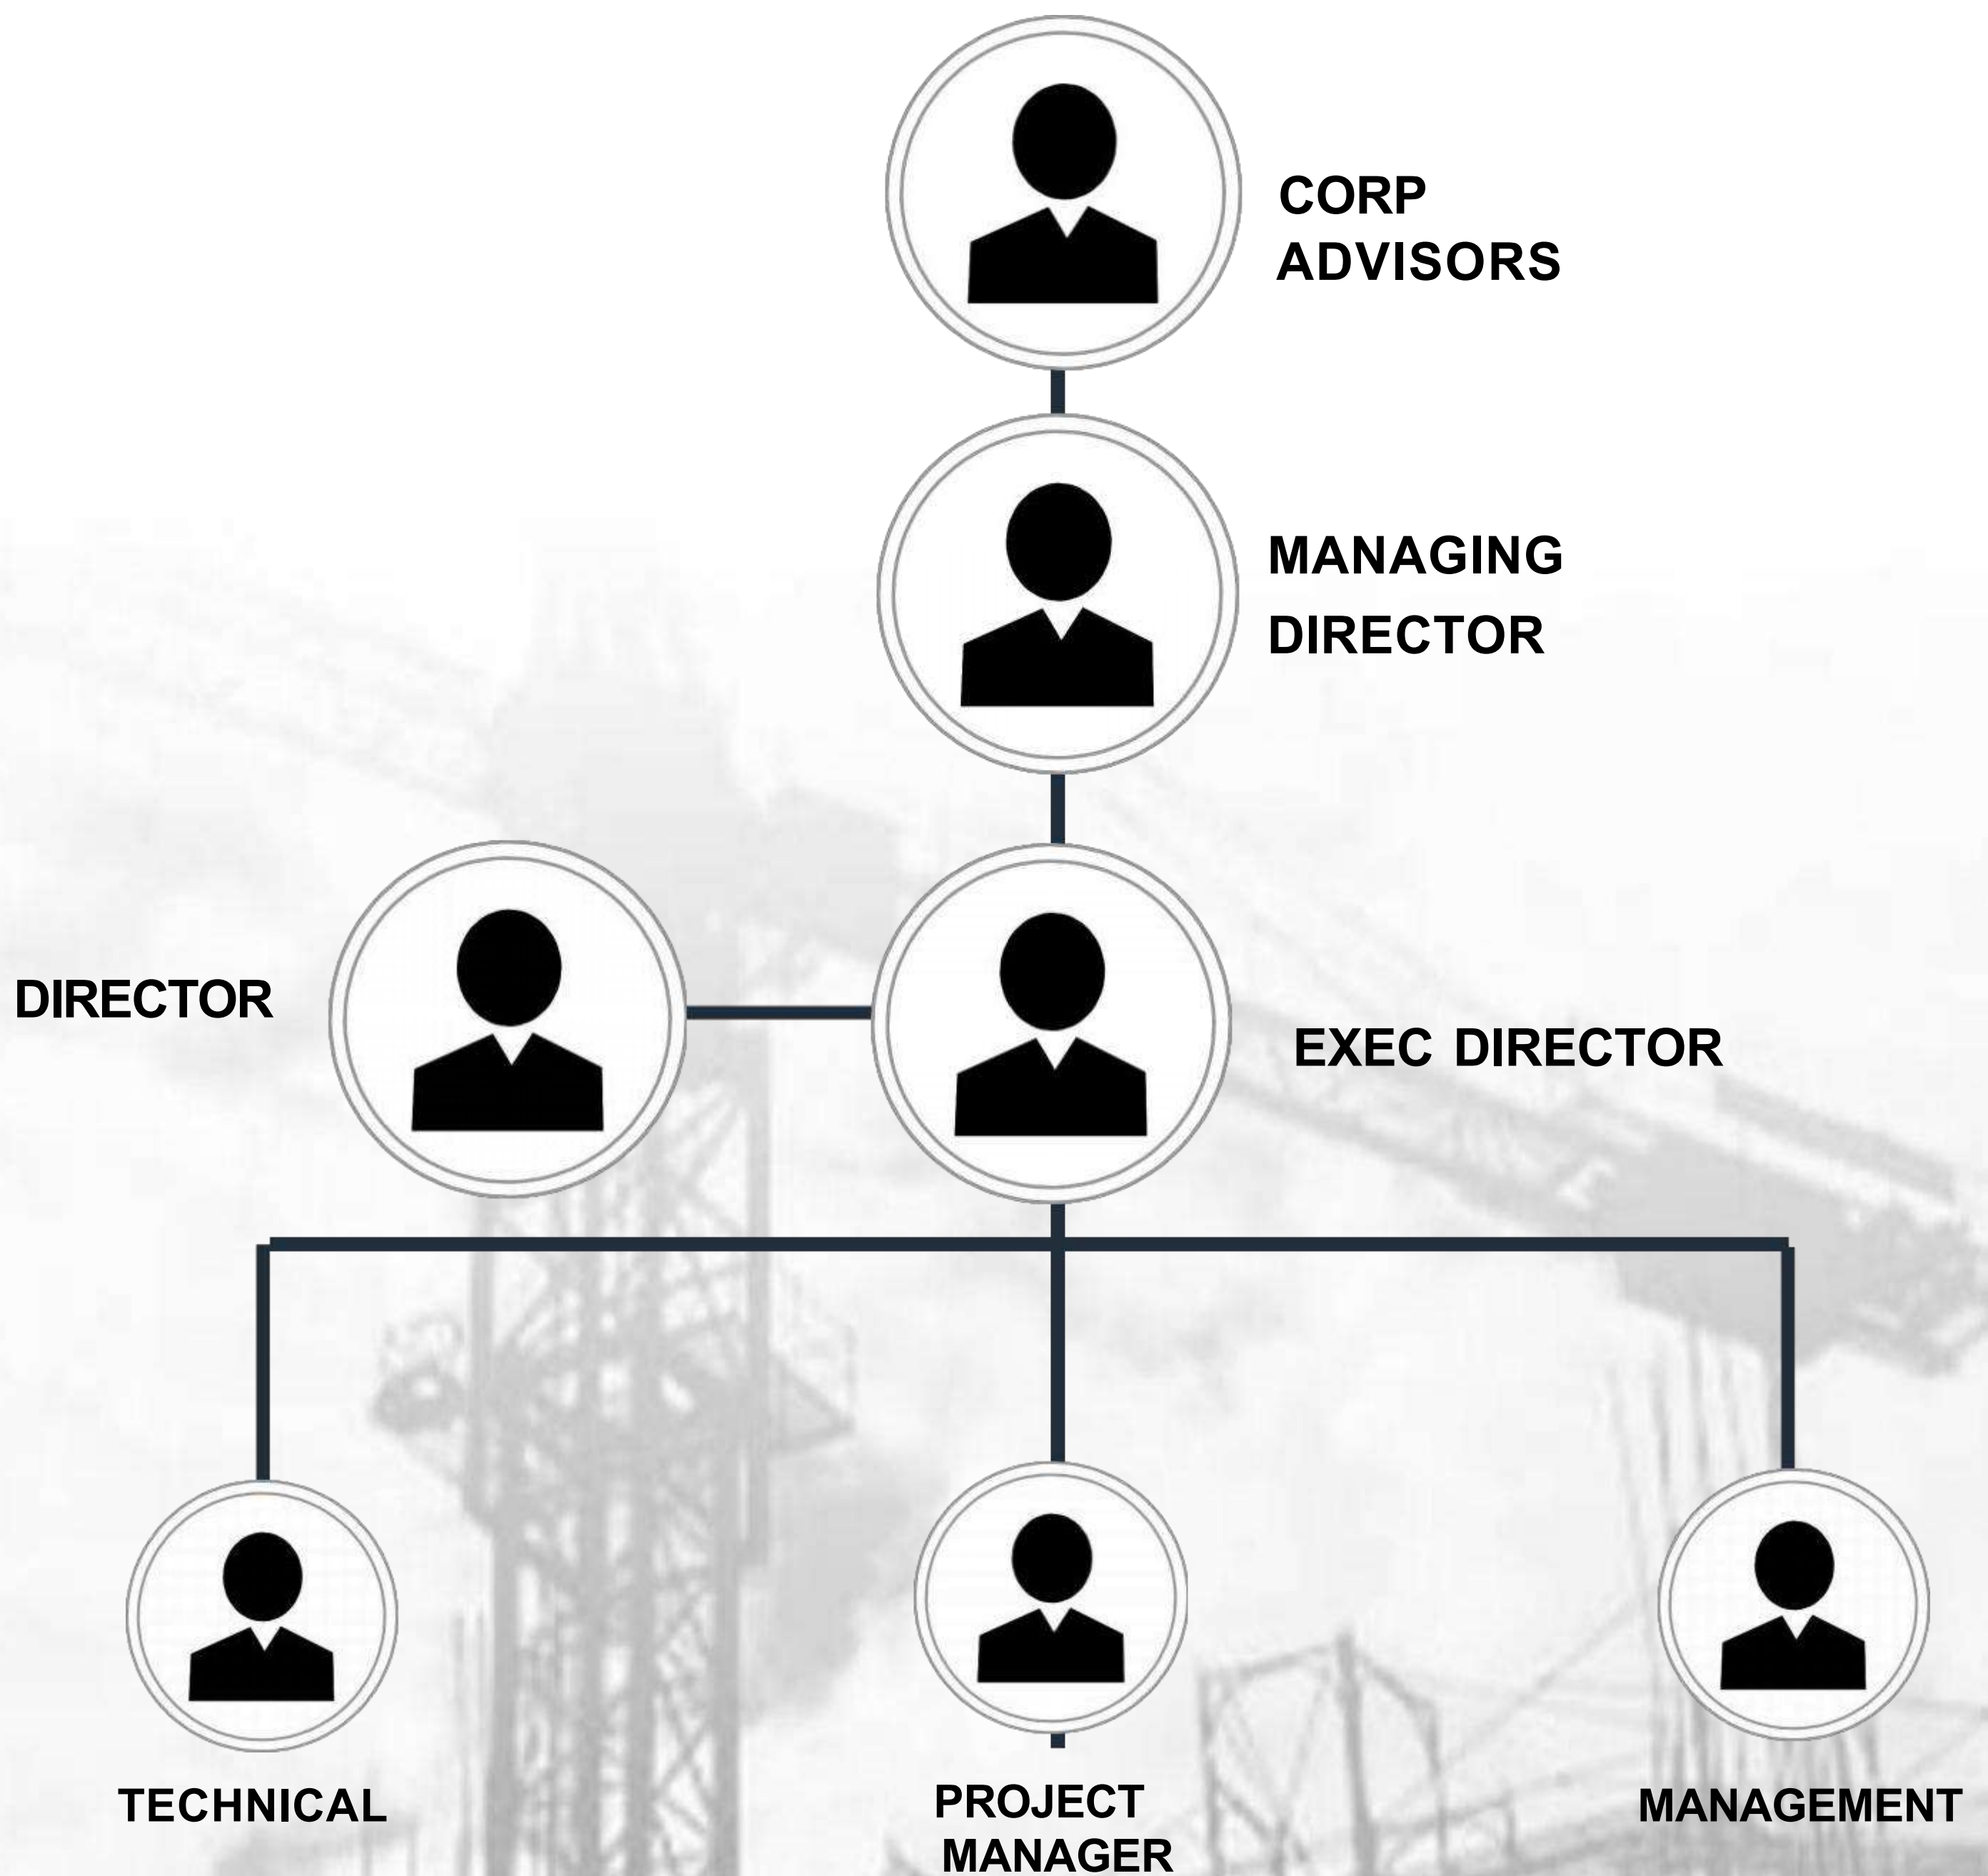 CORP
ADVISORS
MANAGING
DIRECTOR
DIRECTOR
EXEC DIRECTOR
TECHNICAL
PROJECT
MANAGER
MANAGEMENT